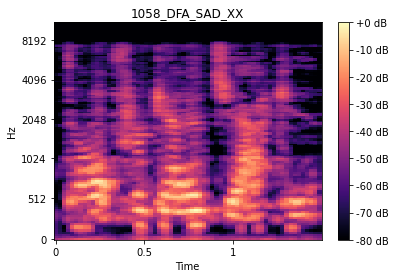 1058_DFA_SAD_XX
Hz
8192
4096
2048
1024
512
0
0
0.5
1
Time
+0 dB
-10 dB
-20 dB
-30 dB
-40 dB
-50 dB
-60 dB
-70 dB
-80 dB